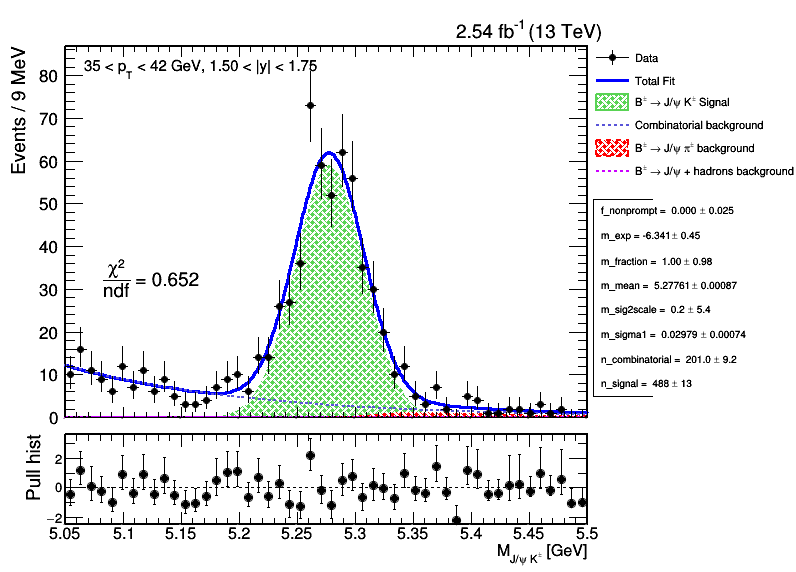 2.54 fb⁻¹ (13 TeV)
Events / 9 MeV
35 < p_T < 42 GeV, 1.50 < |y| < 1.75
80
70
60
50
40
30
20
10
0
χ²/ndf = 0.652
Data
Total Fit
B± → J/ψ K± Signal
Combinatorial background
B± → J/ψ π± background
B± → J/ψ + hadrons background
f_nonprompt = 0.000 ± 0.025
m_exp = -6.341 ± 0.45
m_fraction = 1.00 ± 0.98
m_mean = 5.27761 ± 0.00087
m_sig2scale = 0.2 ± 5.4
m_sigma1 = 0.02979 ± 0.00074
n_combinatorial = 201.0 ± 9.2
n_signal = 488 ± 13
Pull hist
2
0
−2
5.05 5.1 5.15 5.2 5.25 5.3 5.35 5.4 5.45 5.5
M_J/ψ K± [GeV]